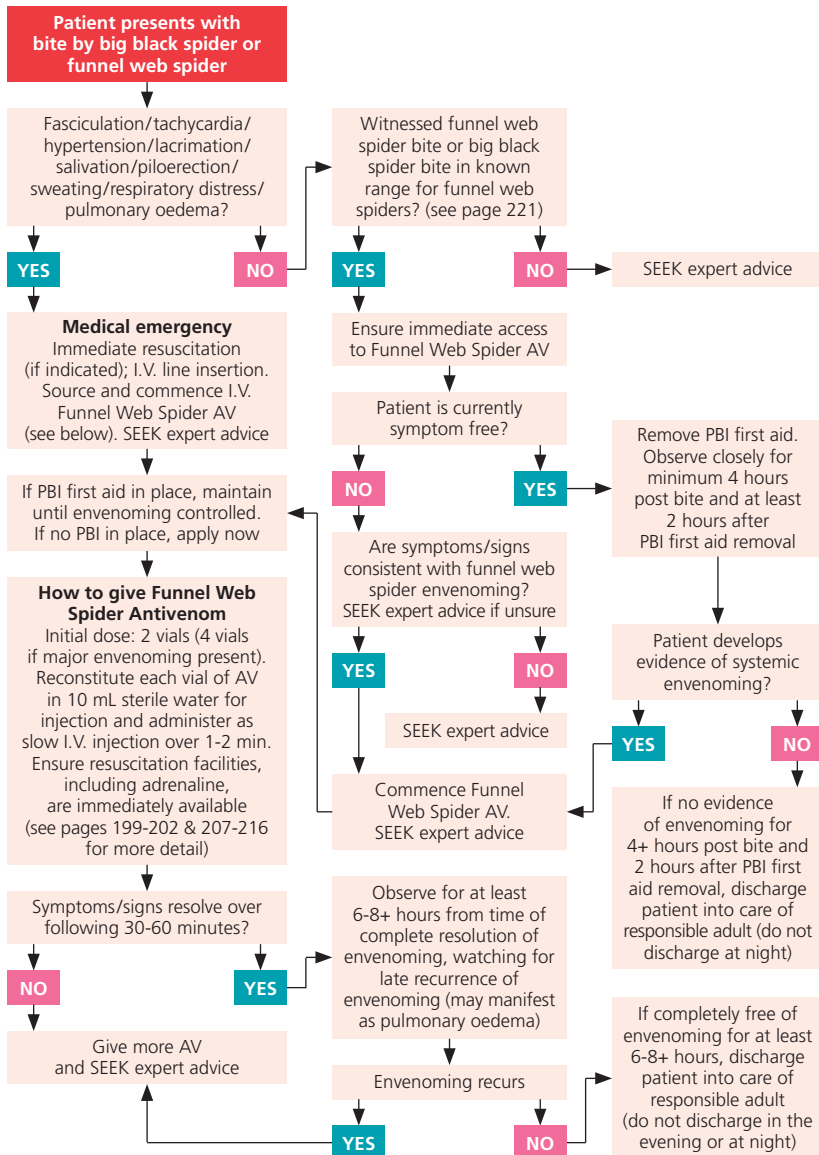 Patient presents with
bite by big black spider or
funnel web spider
Fasciculation/tachycardia/
hypertension/lacrimation/
salivation/piloerection/
sweating/respiratory distress/
pulmonary oedema?
YES
NO
Witnessed funnel web
spider bite or big black
spider bite in known
range for funnel web
spiders? (see page 221)
YES
NO
SEEK expert advice
Medical emergency
Immediate resuscitation
(if indicated); I.V. line insertion.
Source and commence I.V.
Funnel Web Spider AV
(see below). SEEK expert advice
Ensure immediate access
to Funnel Web Spider AV
Patient is currently
symptom free?
NO
YES
Remove PBI first aid.
Observe closely for
minimum 4 hours
post bite and at least
2 hours after
PBI first aid removal
If PBI first aid in place, maintain
until envenoming controlled.
If no PBI in place, apply now
Are symptoms/signs
consistent with funnel web
spider envenoming?
SEEK expert advice if unsure
YES
NO
SEEK expert advice
Patient develops
evidence of systemic
envenoming?
YES
NO
How to give Funnel Web
Spider Antivenom
Initial dose: 2 vials (4 vials
if major envenoming present).
Reconstitute each vial of AV
in 10 mL sterile water for
injection and administer as
slow I.V. injection over 1-2 min.
Ensure resuscitation facilities,
including adrenaline,
are immediately available
(see pages 199-202 & 207-216
for more detail)
Commence Funnel
Web Spider AV.
SEEK expert advice
If no evidence
of envenoming for
4+ hours post bite and
2 hours after PBI first
aid removal, discharge
patient into care of
responsible adult (do not
discharge at night)
Symptoms/signs resolve over
following 30-60 minutes?
NO
YES
Observe for at least
6-8+ hours from time of
complete resolution of
envenoming, watching for
late recurrence of
envenoming (may manifest
as pulmonary oedema)
Give more AV
and SEEK expert advice
Envenoming recurs
YES
NO
If completely free of
envenoming for at least
6-8+ hours, discharge
patient into care of
responsible adult
(do not discharge in the
evening or at night)